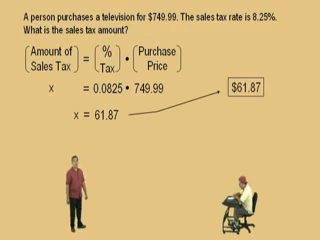 A person purchases a television for $749.99. The sales tax rate is 8.25%.
What is the sales tax amount?
Amount of Sales Tax = % Tax • Purchase Price
x = 0.0825 • 749.99
x = 61.87
$61.87